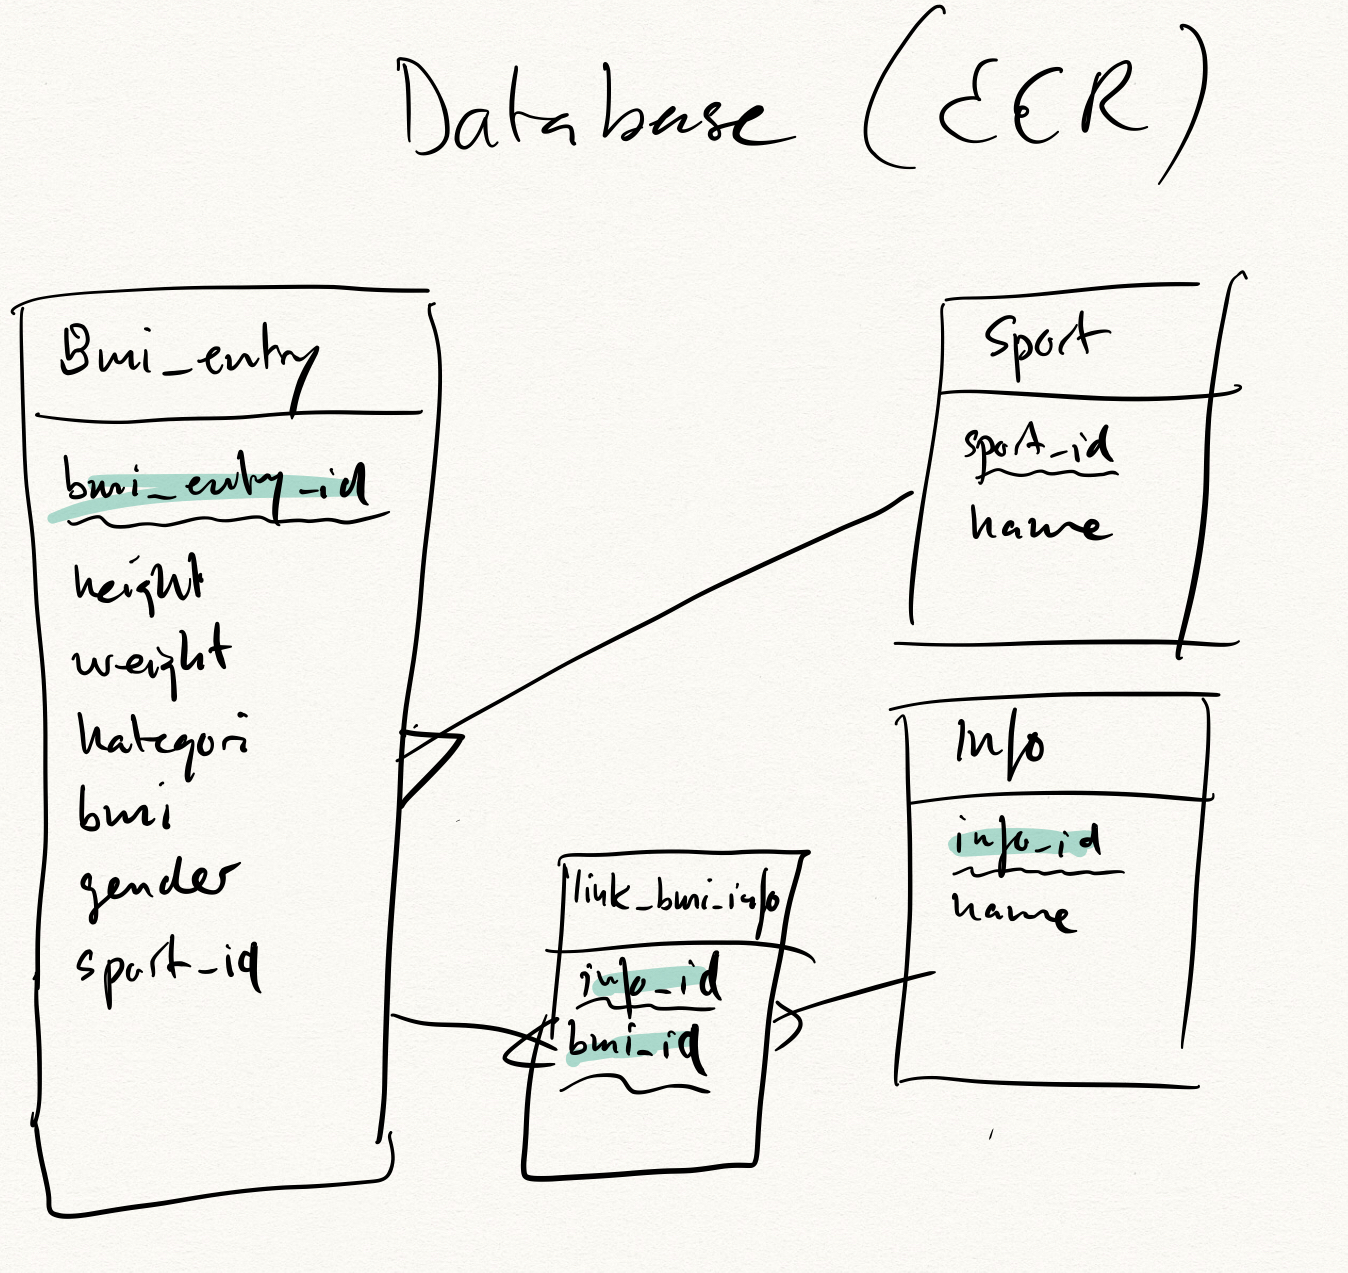 Database (EER)
Bmi_entry
bmi_entry_id
height
weight
kategori
bmi
gender
sport_id
Sport
sport_id
name
Info
info_id
name
link_bmi_info
info_id
bmi_id